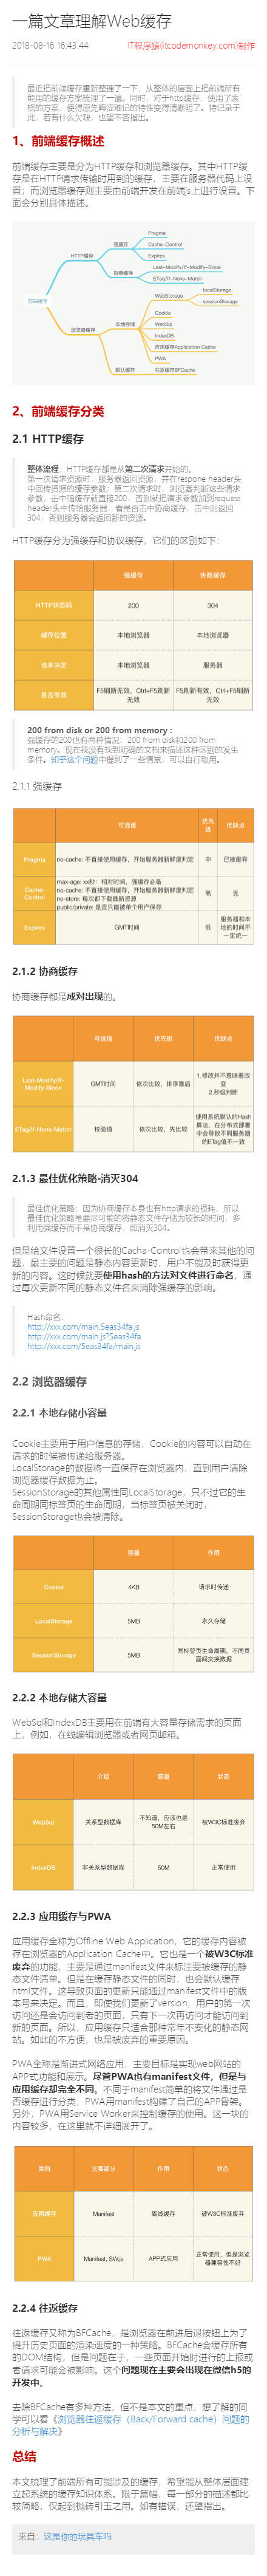 一篇文章理解Web缓存
2018-08-16 16:43:44
IT程序猿(itcodemonkey.com)制作
最近把前端缓存重新整理了一下，从整体的层面上把前端所有
能用的缓存方案梳理了一遍。同时，对于http缓存，使用了表
格的方案，使得原先晦涩难记的特性变得清晰明了。特记录于
此，若有什么欠缺，也望不吝指出。
1、前端缓存概述
前端缓存主要是分为HTTP缓存和浏览器缓存。其中HTTP缓
存是在HTTP请求传输时用到的缓存，主要在服务器代码上设
置；而浏览器缓存则主要由前端开发在前端js上进行设置。下
面会分别具体描述。
前端缓存
HTTP缓存
强缓存
Pragma
Cache-Control
Expires
协商缓存
Last-Modify/If-Modify-Since
ETag/If-None-Match
浏览器缓存
本地存储
WebStorage
localStorage
sessionStorage
Cookie
WebSql
IndexDB
应用缓存Application Cache
PWA
默认缓存
往返缓存BFCache
2、前端缓存分类
2.1 HTTP缓存
整体流程：HTTP缓存都是从第二次请求开始的。
第一次请求资源时，服务器返回资源，并在respone header头
中回传资源的缓存参数；第二次请求时，浏览器判断这些请求
参数，击中强缓存就直接200，否则就把请求参数加到request
header头中传给服务器，看是否击中协商缓存，击中则返回
304，否则服务器会返回新的资源。
HTTP缓存分为强缓存和协议缓存，它们的区别如下：
强缓存
协商缓存
HTTP状态码
200
304
缓存位置
本地浏览器
本地浏览器
谁来决定
本地浏览器
服务器
是否有效
F5刷新无效，Ctrl+F5刷新
无效
F5刷新有效，Ctrl+F5刷新
无效
200 from disk or 200 from memory：
强缓存的200也有两种情况：200 from disk和200 from
memory。现在我没有找到明确的文档来描述这种区别的发生
条件。知乎这个问题中提到了一些情景，可以自行取用。
2.1.1 强缓存
可选值
优先
级
优缺点
Pragma
no-cache: 不直接使用缓存，开始服务器新鲜度判定
中
已被废弃
Cache-
Control
max-age: xx秒：相对时间，强缓存必备
no-cache: 不直接使用缓存，开始服务器新鲜度判定
no-store: 每次都下载最新资源
public/private: 是否只能被单个用户保存
高
无
Expires
GMT时间
低
服务器和本
地的时间不
一定统一
2.1.2 协商缓存
协商缓存都是成对出现的。
可选值
优先级
优缺点
Last-Modify/If-
Modify-Since
GMT时间
依次比较，排序靠后
1.修改并不意味着改
变
2.秒级判断
ETag/If-None-Match
校验值
依次比较，先比较
使用系统默认的Hash
算法，在分布式部署
中会导致不同服务器
的ETag值不一致
2.1.3 最佳优化策略-消灭304
最佳优化策略：因为协商缓存本身也有http请求的损耗，所以
最佳优化策略是要尽可能的将静态文件存储为较长的时间，多
利用强缓存而不是协商缓存，即消灭304。
但是给文件设置一个很长的Cacha-Control也会带来其他的问
题，最主要的问题是静态内容更新时，用户不能及时获得更
新的内容。这时候就要使用hash的方法对文件进行命名，通
过每次更新不同的静态文件名来消除强缓存的影响。
Hash命名：
http://xxx.com/main.5eas34fa.js
http://xxx.com/main.js?5eas34fa
http://xxx.com/5eas34fa/main.js
2.2 浏览器缓存
2.2.1 本地存储小容量
Cookie主要用于用户信息的存储，Cookie的内容可以自动在
请求的时候被传递给服务器。
LocalStorage的数据将一直保存在浏览器内，直到用户清除
浏览器缓存数据为止。
SessionStorage的其他属性同LocalStorage，只不过它的生
命周期同标签页的生命周期，当标签页被关闭时，
SessionStorage也会被清除。
容量
作用
Cookie
4KB
请求时传递
LocalStorage
5MB
永久存储
SessionStorage
5MB
同标签页生命周期，不同页
面间交换数据
2.2.2 本地存储大容量
WebSql和IndexDB主要用在前端有大容量存储需求的页面
上，例如，在线编辑浏览器或者网页邮箱。
介绍
容量
状态
WebSql
关系型数据库
不知道，应该也是
50M左右
被W3C标准废弃
IndexDB
非关系型数据库
50M
正常使用
2.2.3 应用缓存与PWA
应用缓存全称为Offline Web Application，它的缓存内容被
存在浏览器的Application Cache中。它也是一个被W3C标准
废弃的功能，主要是通过manifest文件来标注要被缓存的静
态文件清单。但是在缓存静态文件的同时，也会默认缓存
html文件。这导致页面的更新只能通过manifest文件中的版
本号来决定。而且，即使我们更新了version，用户的第一次
访问还是会访问到老的页面，只有下一次再访问才能访问到
新的页面。所以，应用缓存只适合那种常年不变化的静态网
站。如此的不方便，也是被废弃的重要原因。
PWA全称是渐进式网络应用，主要目标是实现web网站的
APP式功能和展示。尽管PWA也有manifest文件，但是与
应用缓存却完全不同。不同于manifest简单的将文件通过是
否缓存进行分类，PWA用manifest构建了自己的APP骨架。
另外，PWA用Service Worker来控制缓存的使用。这一块的
内容较多，在这里就不详细展开了。
类别
主要部分
作用
状态
应用缓存
Manifest
离线缓存
被W3C标准废弃
PWA
Manifest, SW.js
APP式应用
正常使用，但是浏览
器兼容性不好
2.2.4 往返缓存
往返缓存又称为BFCache，是浏览器在前进后退按钮上为了
提升历史页面的渲染速度的一种策略。BFCache会缓存所有
的DOM结构，但是问题在于，一些页面开始时进行的上报或
者请求可能会被影响。这个问题现在主要会出现在微信h5的
开发中。
去除BFCache有多种方法，但不是本文的重点，想了解的同
学可以看《浏览器往返缓存（Back/Forward cache）问题的
分析与解决》
总结
本文梳理了前端所有可能涉及的缓存，希望能从整体层面建
立起系统的缓存知识体系。限于篇幅，每一部分的描述都比
较简略，仅起到抛砖引玉之用。如有错误，还望指出。
来自：这是你的玩具车吗